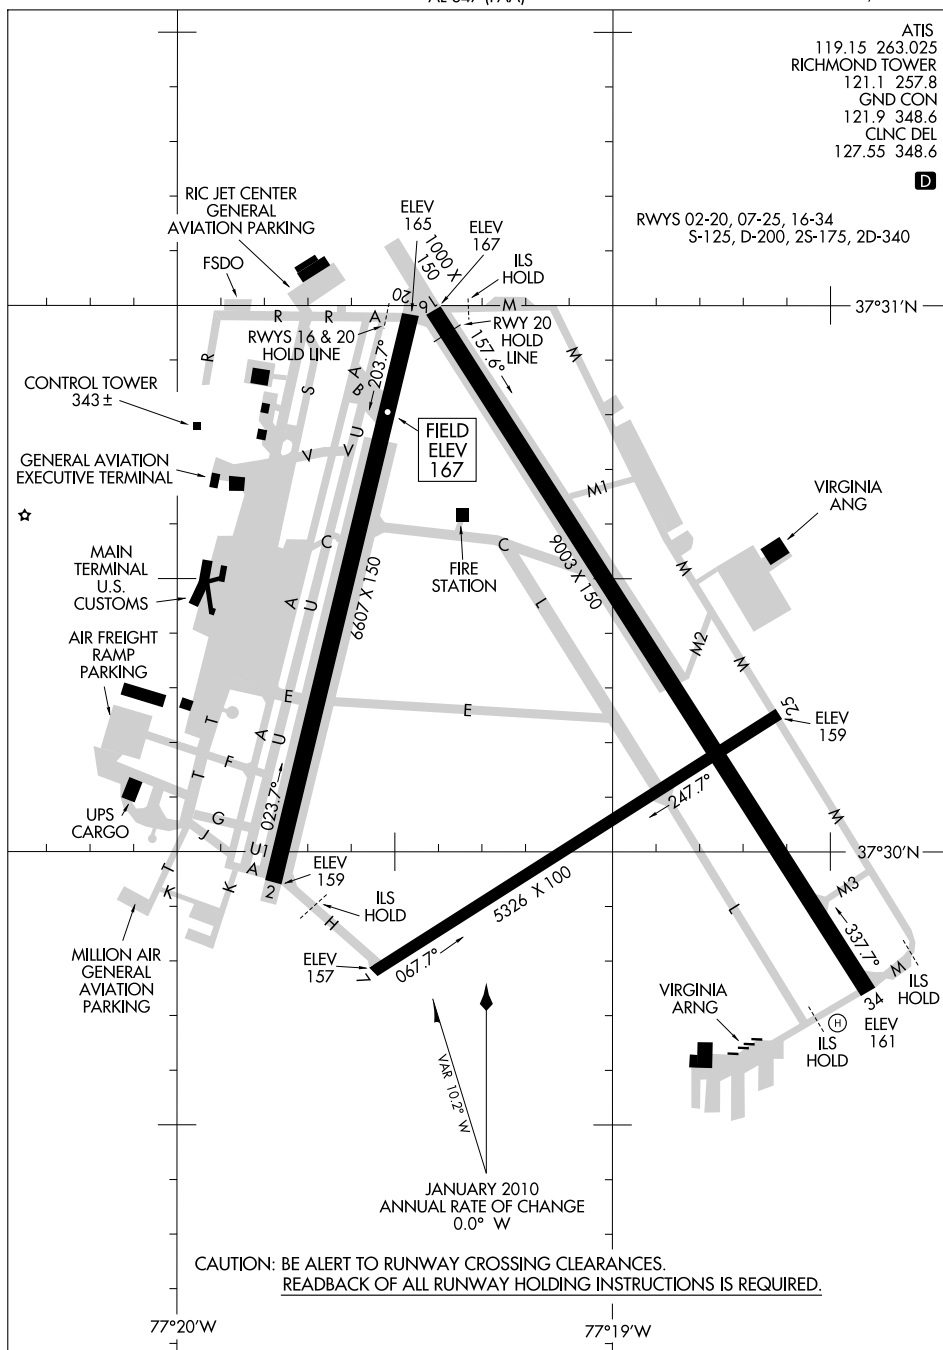 ATIS
119.15 263.025
RICHMOND TOWER
121.1 257.8
GND CON
121.9 348.6
CLNC DEL
127.55 348.6
D
RWYS 02-20, 07-25, 16-34
S-125, D-200, 2S-175, 2D-340
RIC JET CENTER
GENERAL
AVIATION PARKING
FSDO
ELEV
165
1000 X
150
ELEV
167
ILS
HOLD
20
16
R
R
R
A
M
37°31'N
RWYS 16 & 20
HOLD LINE
RWY 20
HOLD
LINE
203.7°
157.6°
R
S
A
B
M
M
CONTROL TOWER
343±
FIELD
ELEV
167
V
V
U
GENERAL AVIATION
EXECUTIVE TERMINAL
M1
VIRGINIA
ANG
MAIN
TERMINAL
U.S.
CUSTOMS
C
FIRE
STATION
C
9003 X 150
M
A
U
6607 X 150
L
AIR FREIGHT
RAMP
PARKING
M2
M
T
E
E
25
ELEV
159
A
U
F
T
023.7°
247.7°
UPS
CARGO
G
J
M
U1
A
2
ELEV
159
37°30'N
T
K
K
ILS
HOLD
H
5326 X 100
M3
L
MILLION AIR
GENERAL
AVIATION
PARKING
ELEV
157
7
067.7°
337.7°
M
ILS
HOLD
34
VIRGINIA
ARNG
H
ELEV
161
ILS
HOLD
VAR 10.2° W
JANUARY 2010
ANNUAL RATE OF CHANGE
0.0° W
CAUTION: BE ALERT TO RUNWAY CROSSING CLEARANCES.
READBACK OF ALL RUNWAY HOLDING INSTRUCTIONS IS REQUIRED.
77°20'W
77°19'W